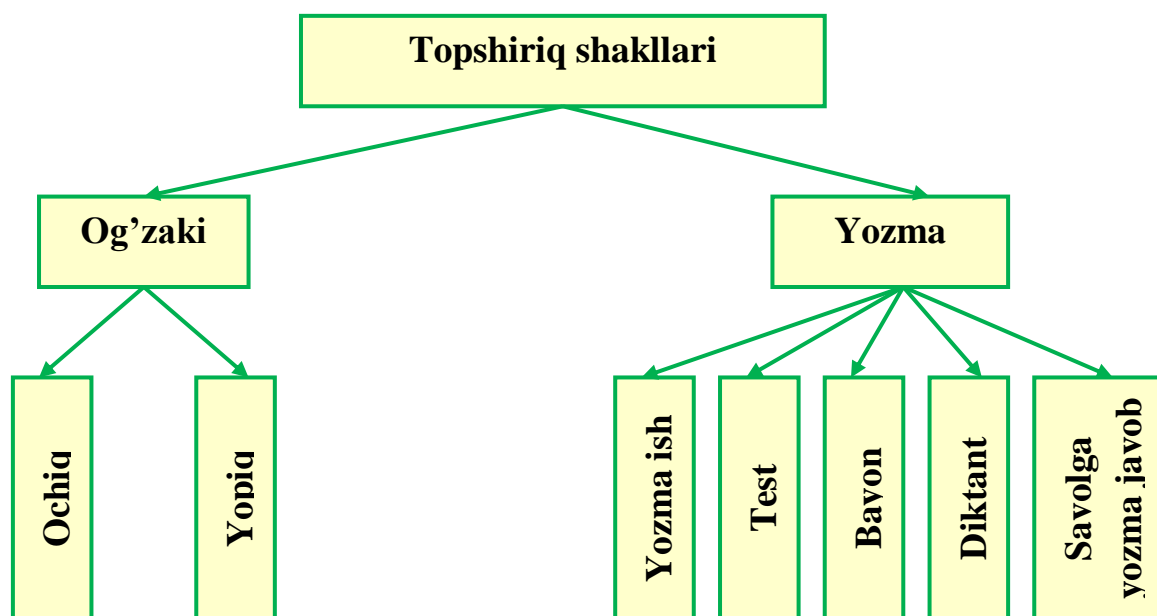 Topshiriq shakllari
Og’zaki
Yozma
Ochiq
Yopiq
Yozma ish
Test
Bayon
Diktant
Savolga
yozma javob